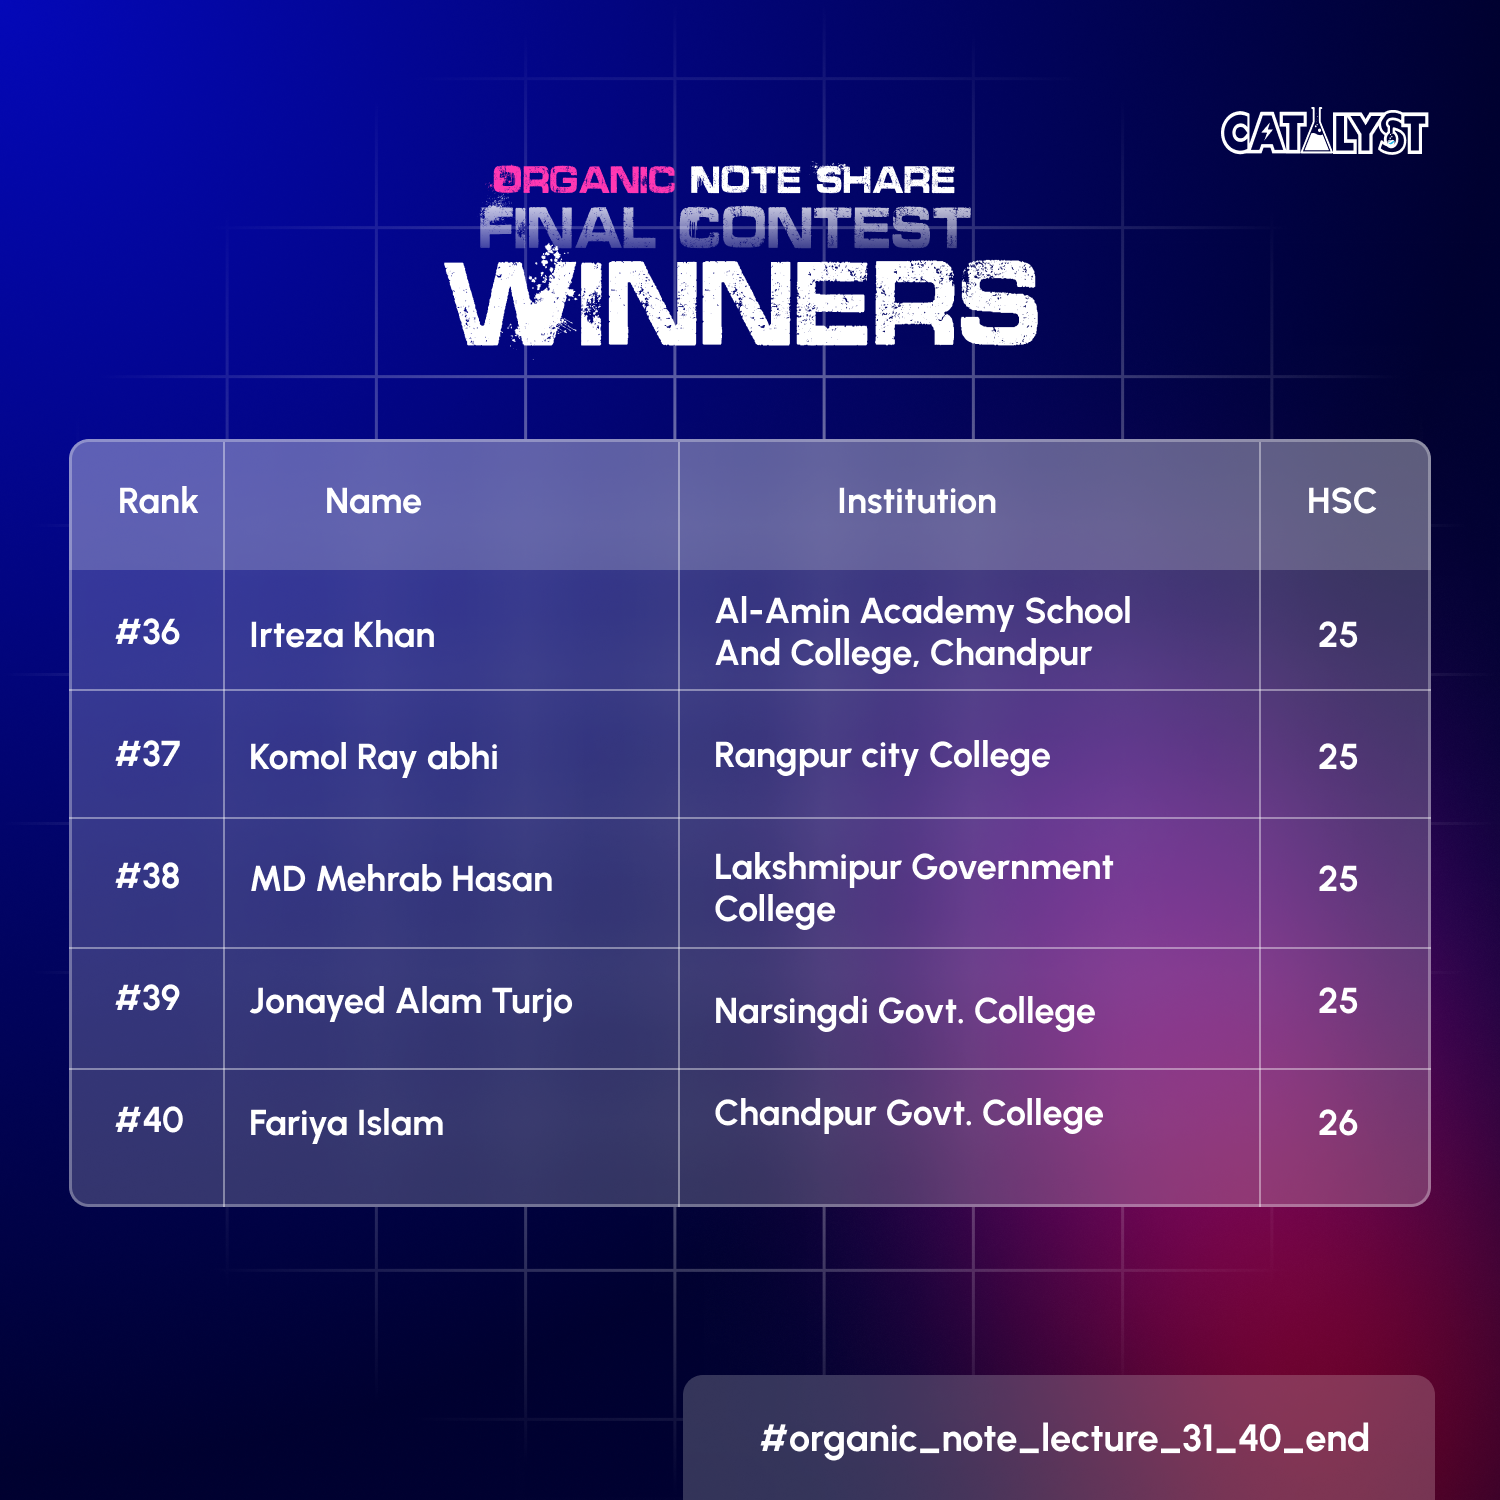 CATALYST
ORGANIC NOTE SHARE
FINAL CONTEST
WINNERS
Rank Name Institution HSC
#36 Irteza Khan Al-Amin Academy School And College, Chandpur 25
#37 Komol Ray abhi Rangpur city College 25
#38 MD Mehrab Hasan Lakshmipur Government College 25
#39 Jonayed Alam Turjo Narsingdi Govt. College 25
#40 Fariya Islam Chandpur Govt. College 26
#organic_note_lecture_31_40_end